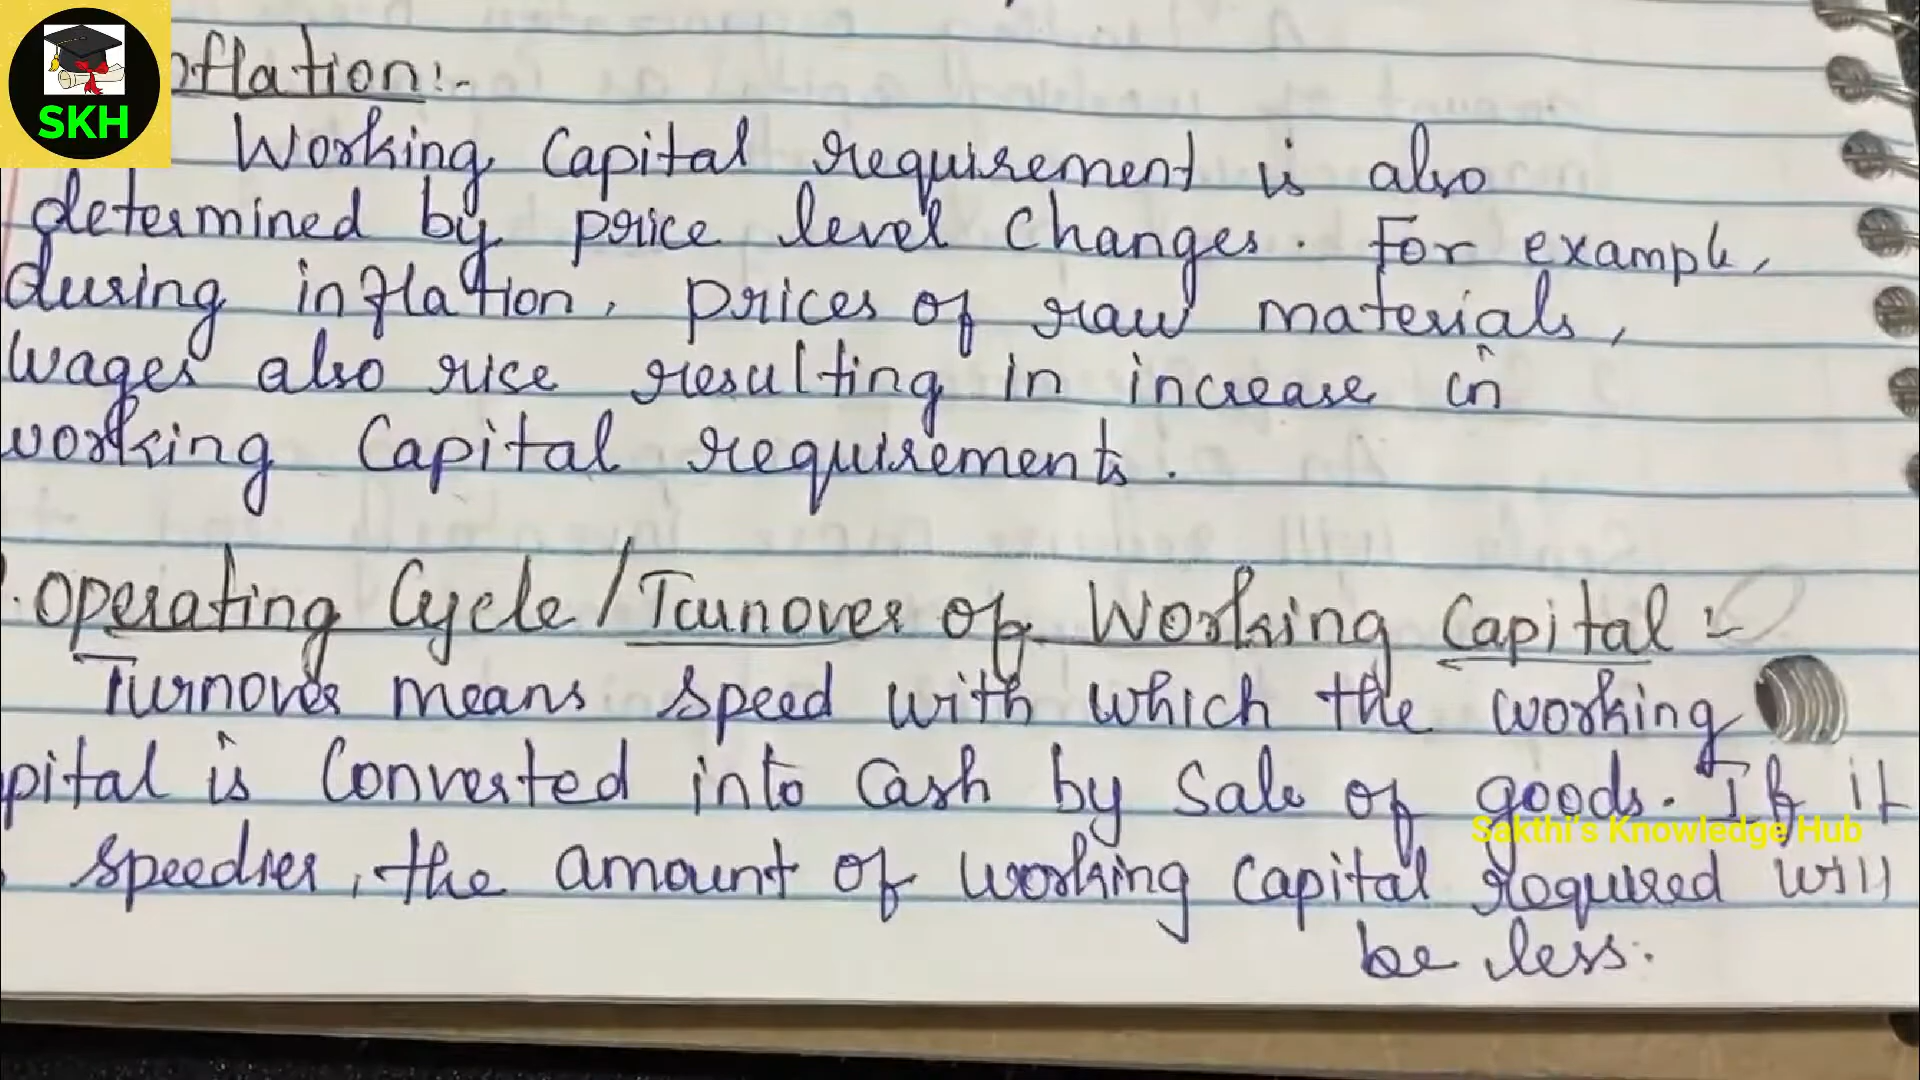 SKH
nflation:-
Working Capital requirement is also
determined by price level changes. For example,
during inflation, prices of raw materials,
wages also rice resulting in increase in
working Capital requirements.
. Operating Cycle/Turnover of Working Capital :-
Turnover means speed with which the working
pital is Converted into Cash by Sale of goods. If it
Sakthi's Knowledge Hub
speedier, the amount of working Capital required will
be less.